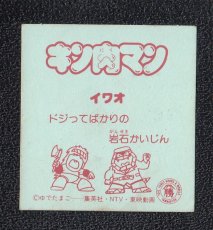 キン肉マン
イワオ
ドジってばかりの
がんせき
岩石かいじん
©ゆでたまご——集英社・NTV・東映動画
勝